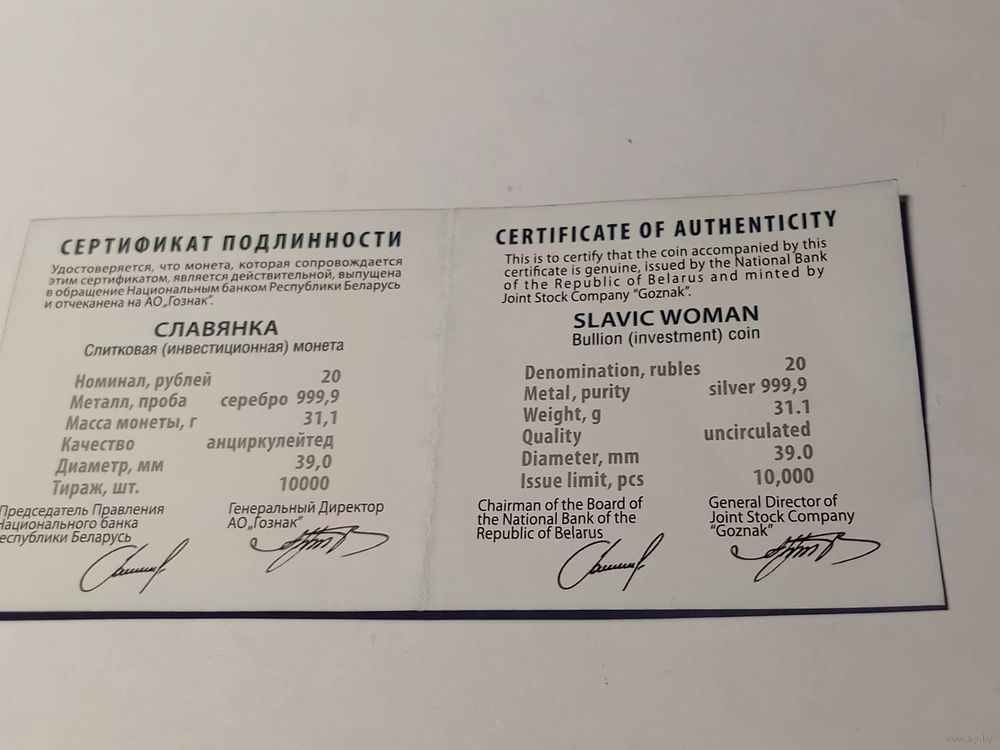 СЕРТИФИКАТ ПОДЛИННОСТИ
Удостоверяется, что монета, которая сопровождается
этим сертификатом, является действительной, выпущена
в обращение Национальным банком Республики Беларусь
и отчеканена на АО „Гознак“.
СЛАВЯНКА
Слитковая (инвестиционная) монета
Номинал, рублей 20
Металл, проба серебро 999,9
Масса монеты, г 31,1
Качество анциркулейтед
Диаметр, мм 39,0
Тираж, шт. 10000
Председатель Правления
Национального банка
еспублики Беларусь
Генеральный Директор
АО„Гознак“
CERTIFICATE OF AUTHENTICITY
This is to certify that the coin accompanied by this
certificate is genuine, issued by the National Bank
of the Republic of Belarus and minted by
Joint Stock Company “Goznak”.
SLAVIC WOMAN
Bullion (investment) coin
Denomination, rubles 20
Metal, purity silver 999,9
Weight, g 31.1
Quality uncirculated
Diameter, mm 39.0
Issue limit, pcs 10,000
Chairman of the Board of
the National Bank of the
Republic of Belarus
General Director of
Joint Stock Company
“Goznak”
www.ay.by